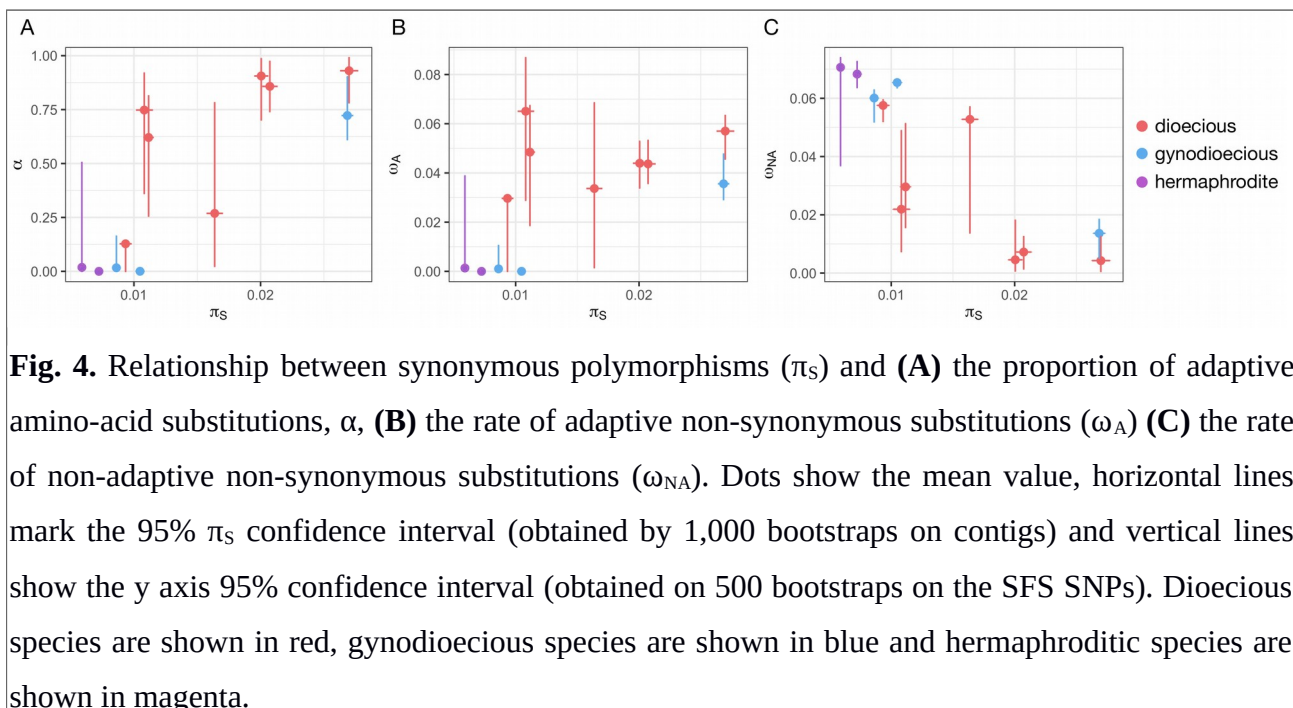 A
B
C
1.00
0.75
0.50
0.25
0.00
α
0.01
0.02
πS
0.08
0.06
0.04
0.02
0.00
ωA
0.01
0.02
πS
0.06
0.04
0.02
0.00
ωNA
0.01
0.02
πS
dioecious
gynodioecious
hermaphrodite
Fig. 4. Relationship between synonymous polymorphisms (πS) and (A) the proportion of adaptive
amino-acid substitutions, α, (B) the rate of adaptive non-synonymous substitutions (ωA) (C) the rate
of non-adaptive non-synonymous substitutions (ωNA). Dots show the mean value, horizontal lines
mark the 95% πS confidence interval (obtained by 1,000 bootstraps on contigs) and vertical lines
show the y axis 95% confidence interval (obtained on 500 bootstraps on the SFS SNPs). Dioecious
species are shown in red, gynodioecious species are shown in blue and hermaphroditic species are
shown in magenta.